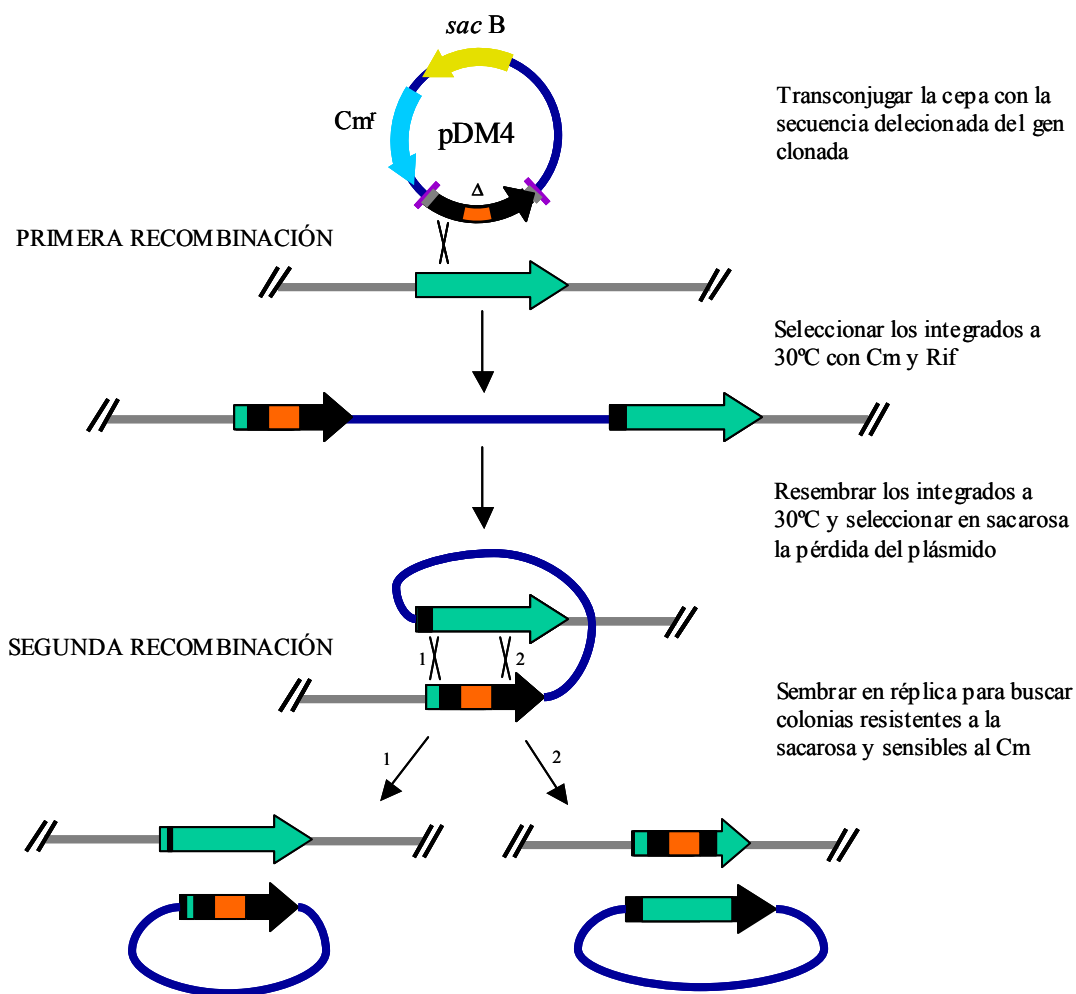 sac B
Cmr
pDM4
Δ
Transconjugar la cepa con la
secuencia delecionada del gen
clonada
PRIMERA RECOMBINACIÓN
Seleccionar los integrados a
30ºC con Cm y Rif
Resembrar los integrados a
30ºC y seleccionar en sacarosa
la pérdida del plásmido
SEGUNDA RECOMBINACIÓN
1
2
Sembrar en réplica para buscar
colonias resistentes a la
sacarosa y sensibles al Cm
1
2